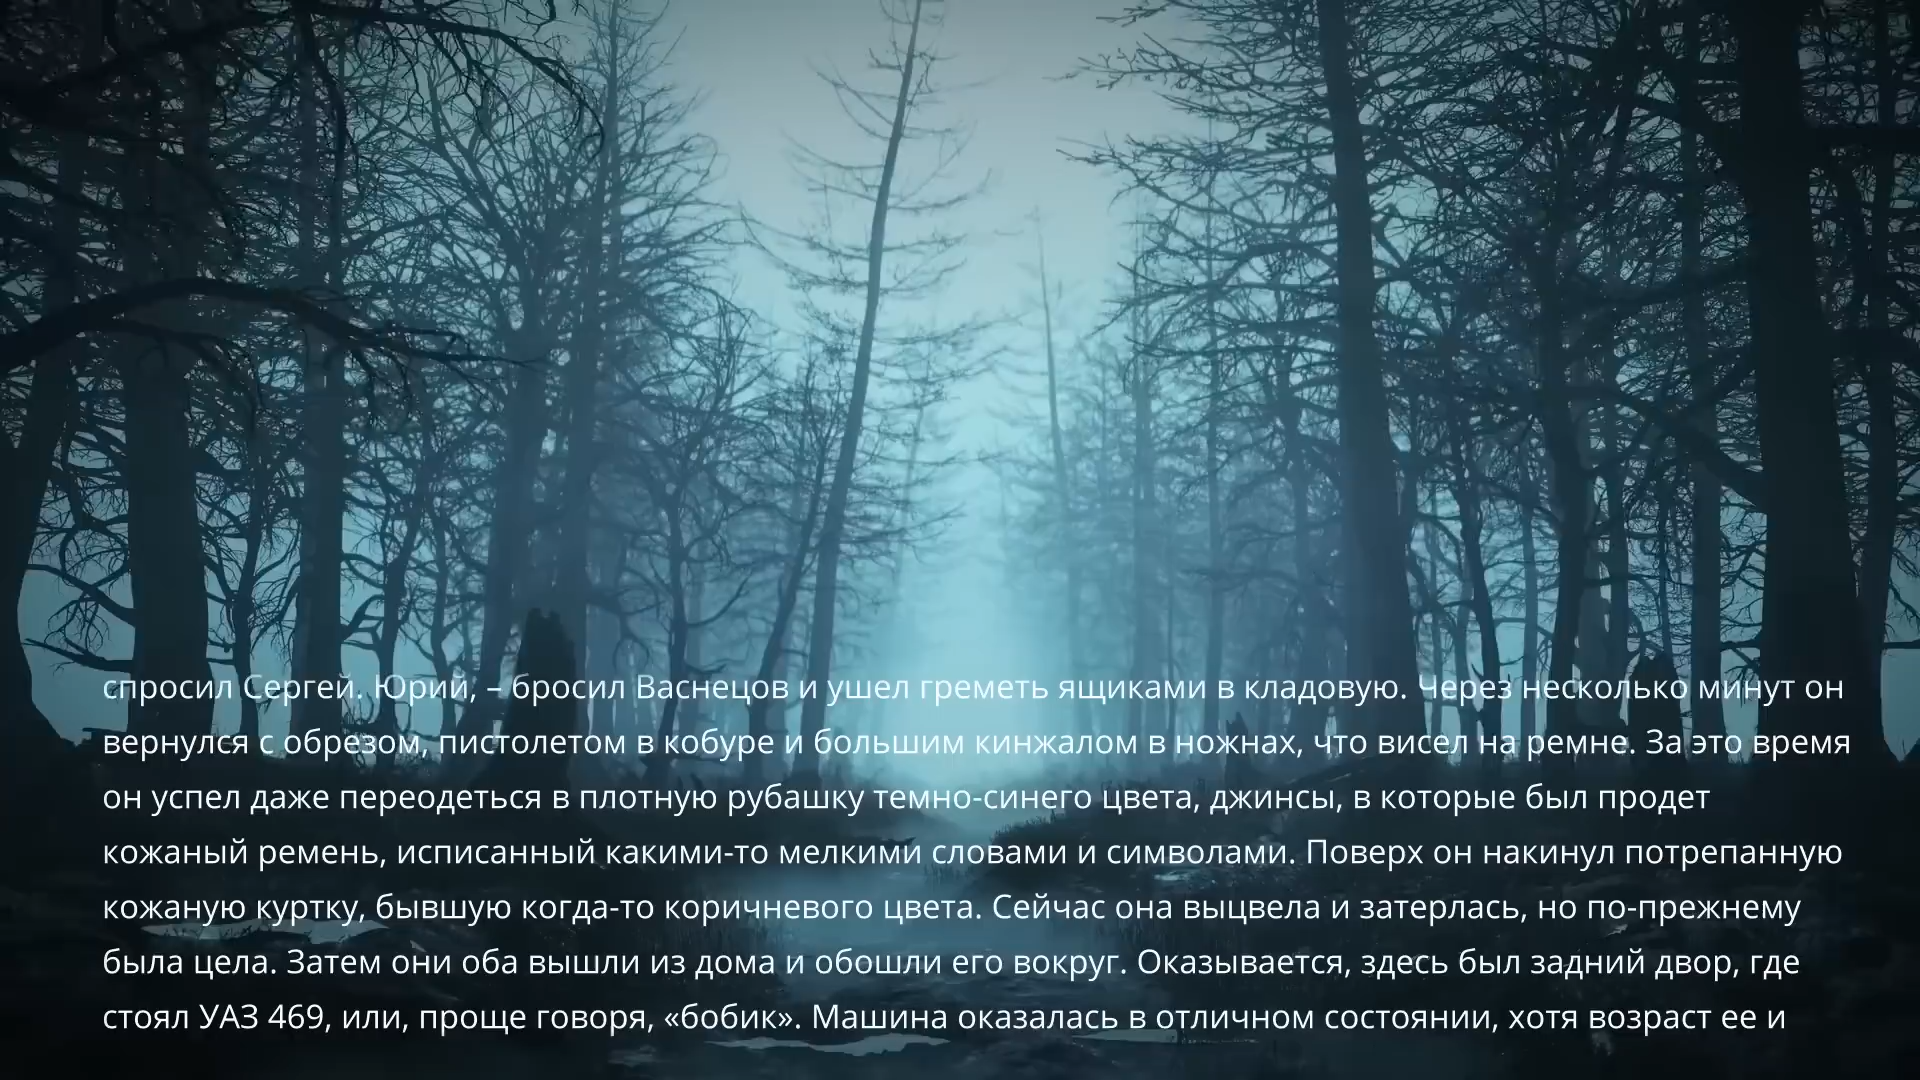 спросил Сергей. Юрий, – бросил Васнецов и ушел греметь ящиками в кладовую. Через несколько минут он
вернулся с обрезом, пистолетом в кобуре и большим кинжалом в ножнах, что висел на ремне. За это время
он успел даже переодеться в плотную рубашку темно-синего цвета, джинсы, в которые был продет
кожаный ремень, исписанный какими-то мелкими словами и символами. Поверх он накинул потрепанную
кожаную куртку, бывшую когда-то коричневого цвета. Сейчас она выцвела и затерлась, но по-прежнему
была цела. Затем они оба вышли из дома и обошли его вокруг. Оказывается, здесь был задний двор, где
стоял УАЗ 469, или, проще говоря, «бобик». Машина оказалась в отличном состоянии, хотя возраст ее и